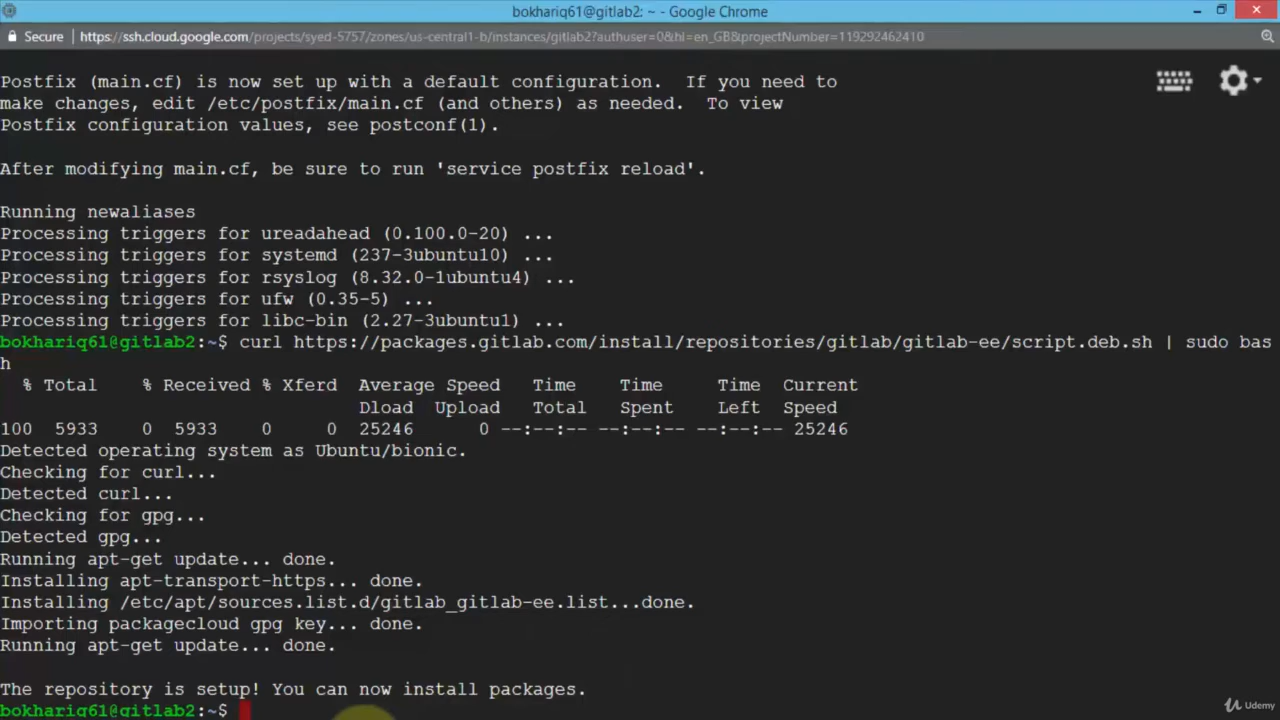 bokhariq61@gitlab2: ~ - Google Chrome
Secure | https://ssh.cloud.google.com/projects/syed-5757/zones/us-central1-b/instances/gitlab2?authuser=0&hl=en_GB&projectNumber=119292462410
Postfix (main.cf) is now set up with a default configuration.  If you need to
make changes, edit /etc/postfix/main.cf (and others) as needed.  To view
Postfix configuration values, see postconf(1).
After modifying main.cf, be sure to run 'service postfix reload'.
Running newaliases
Processing triggers for ureadahead (0.100.0-20) ...
Processing triggers for systemd (237-3ubuntu10) ...
Processing triggers for rsyslog (8.32.0-1ubuntu4) ...
Processing triggers for ufw (0.35-5) ...
Processing triggers for libc-bin (2.27-3ubuntu1) ...
bokhariq61@gitlab2:~$ curl https://packages.gitlab.com/install/repositories/gitlab/gitlab-ee/script.deb.sh | sudo bas
h
  % Total    % Received % Xferd  Average Speed   Time    Time     Time  Current
                                 Dload  Upload   Total   Spent    Left  Speed
100  5933    0  5933    0     0  25246      0 --:--:-- --:--:-- --:--:-- 25246
Detected operating system as Ubuntu/bionic.
Checking for curl...
Detected curl...
Checking for gpg...
Detected gpg...
Running apt-get update... done.
Installing apt-transport-https... done.
Installing /etc/apt/sources.list.d/gitlab_gitlab-ee.list...done.
Importing packagecloud gpg key... done.
Running apt-get update... done.
The repository is setup! You can now install packages.
bokhariq61@gitlab2:~$
Udemy